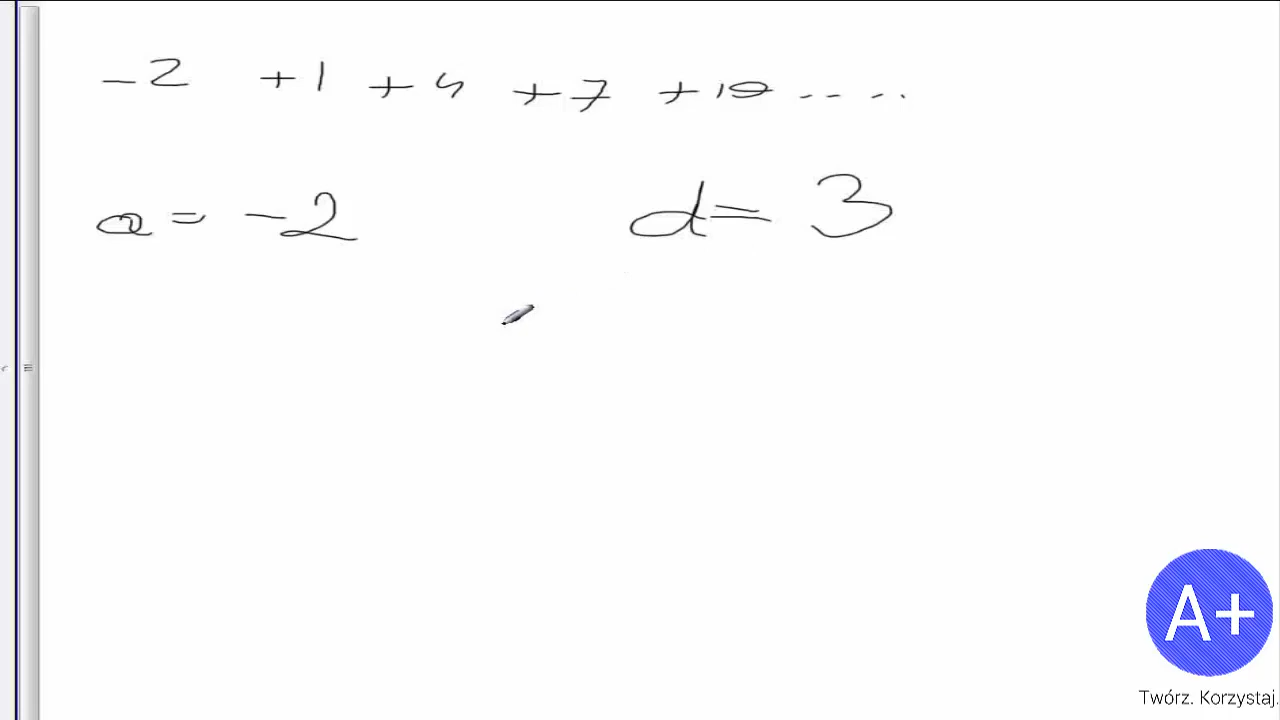 -2 +1 +4 +7 +10 .....
a = -2 d = 3
A+
Twórz. Korzystaj.